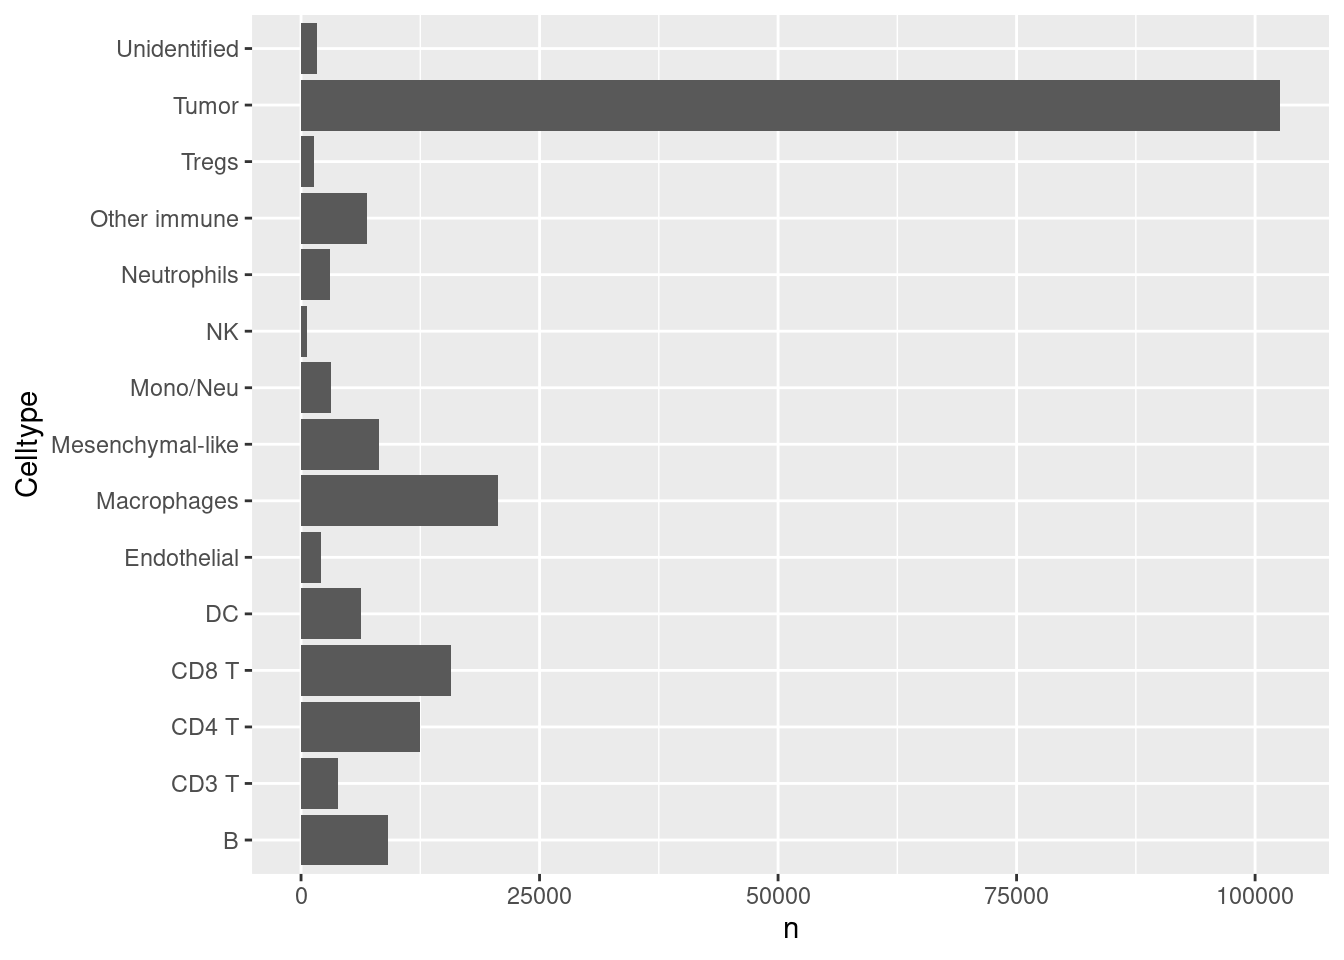 Unidentified
Tumor
Tregs
Other immune
Neutrophils
NK
Mono/Neu
Mesenchymal-like
Macrophages
Endothelial
DC
CD8 T
CD4 T
CD3 T
B
Cellltype
0 25000 50000 75000 100000
n